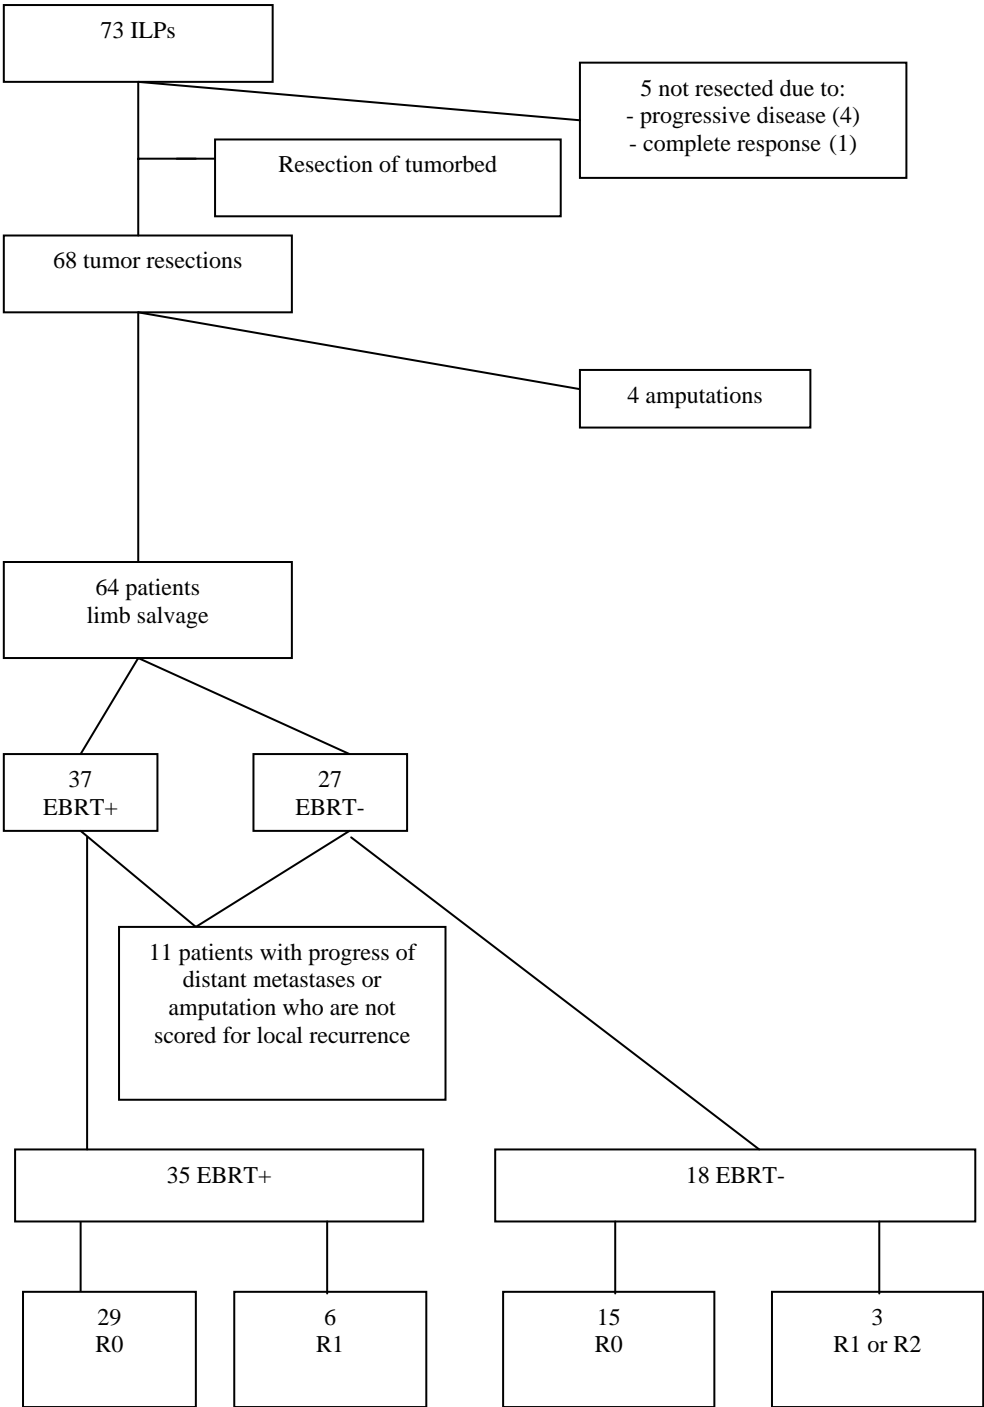 73 ILPs
5 not resected due to:
- progressive disease (4)
- complete response (1)
Resection of tumorbed
68 tumor resections
4 amputations
64 patients
limb salvage
37
EBRT+
27
EBRT-
11 patients with progress of
distant metastases or
amputation who are not
scored for local recurrence
35 EBRT+
18 EBRT-
29
R0
6
R1
15
R0
3
R1 or R2